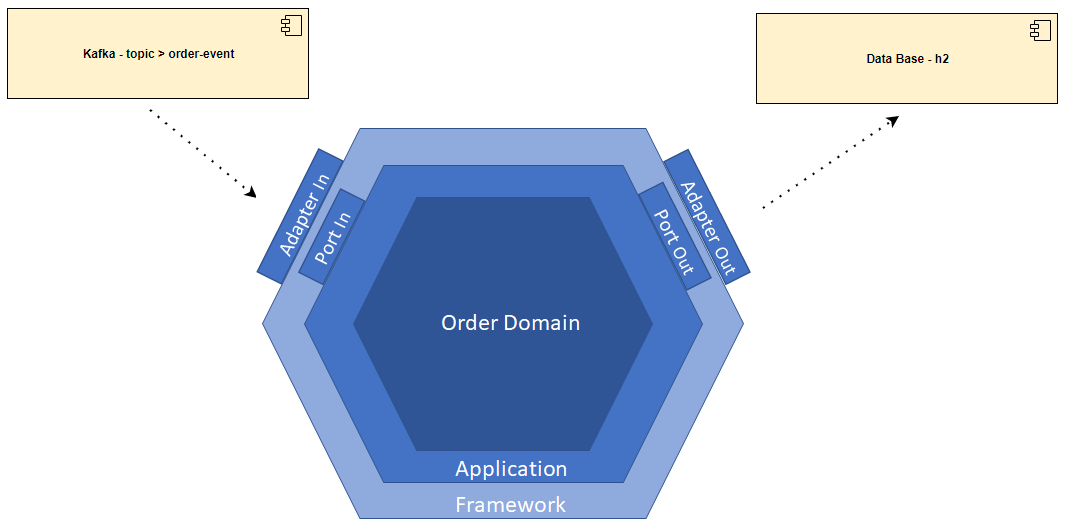 Kafka - topic > order-event
Data Base - h2
Adapter In
Port In
Port Out
Adapter Out
Order Domain
Application
Framework